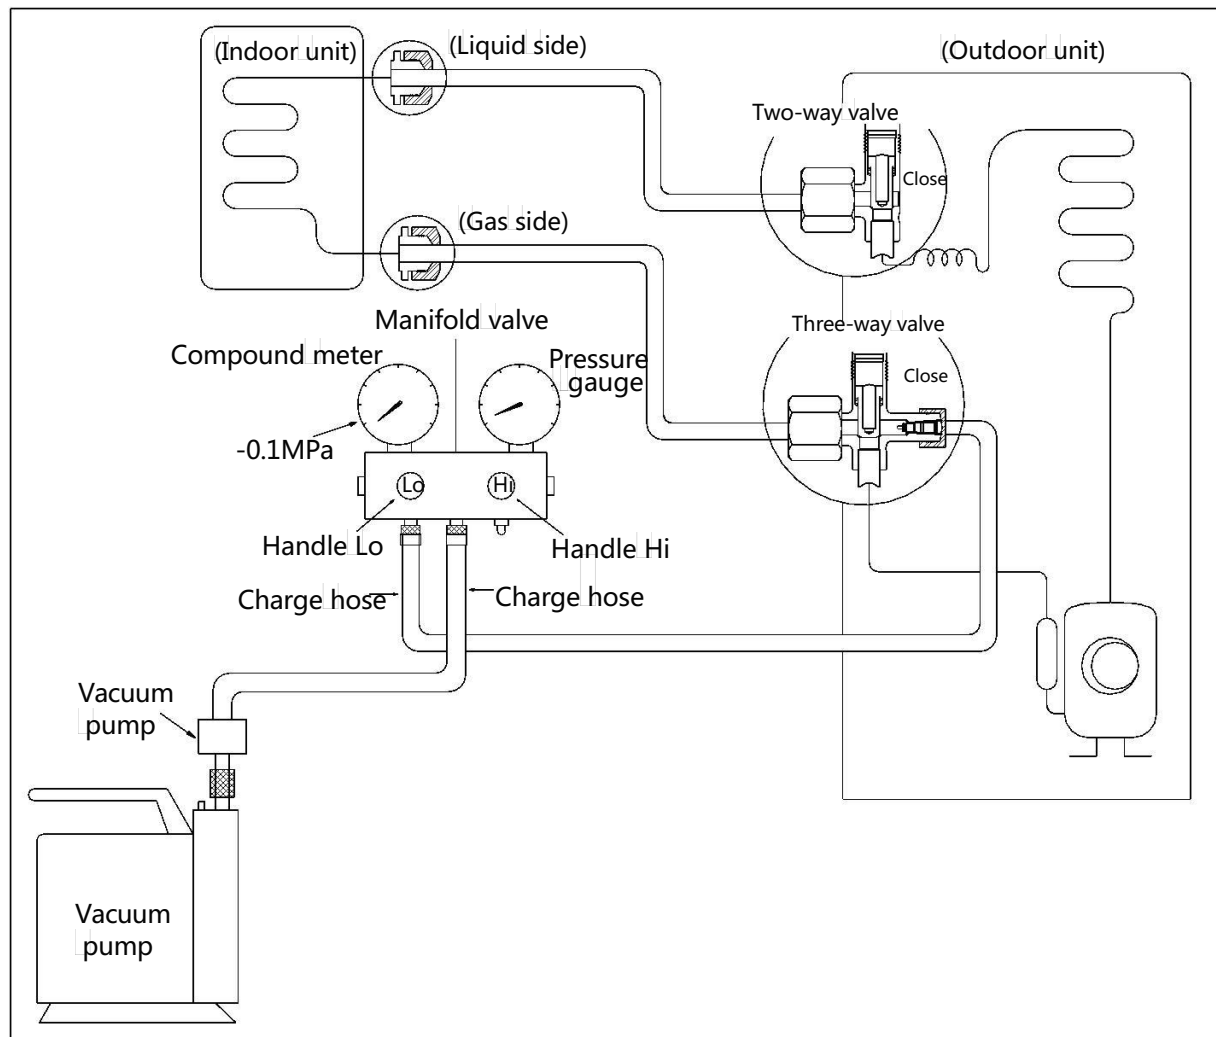 (Indoor unit)
(Liquid side)
(Outdoor unit)
Two-way valve
Close
(Gas side)
Manifold valve
Three-way valve
Compound meter
Pressure
gauge
Close
-0.1MPa
Lo
Hi
Handle Lo
Handle Hi
Charge hose
Charge hose
Vacuum
pump
Vacuum
pump